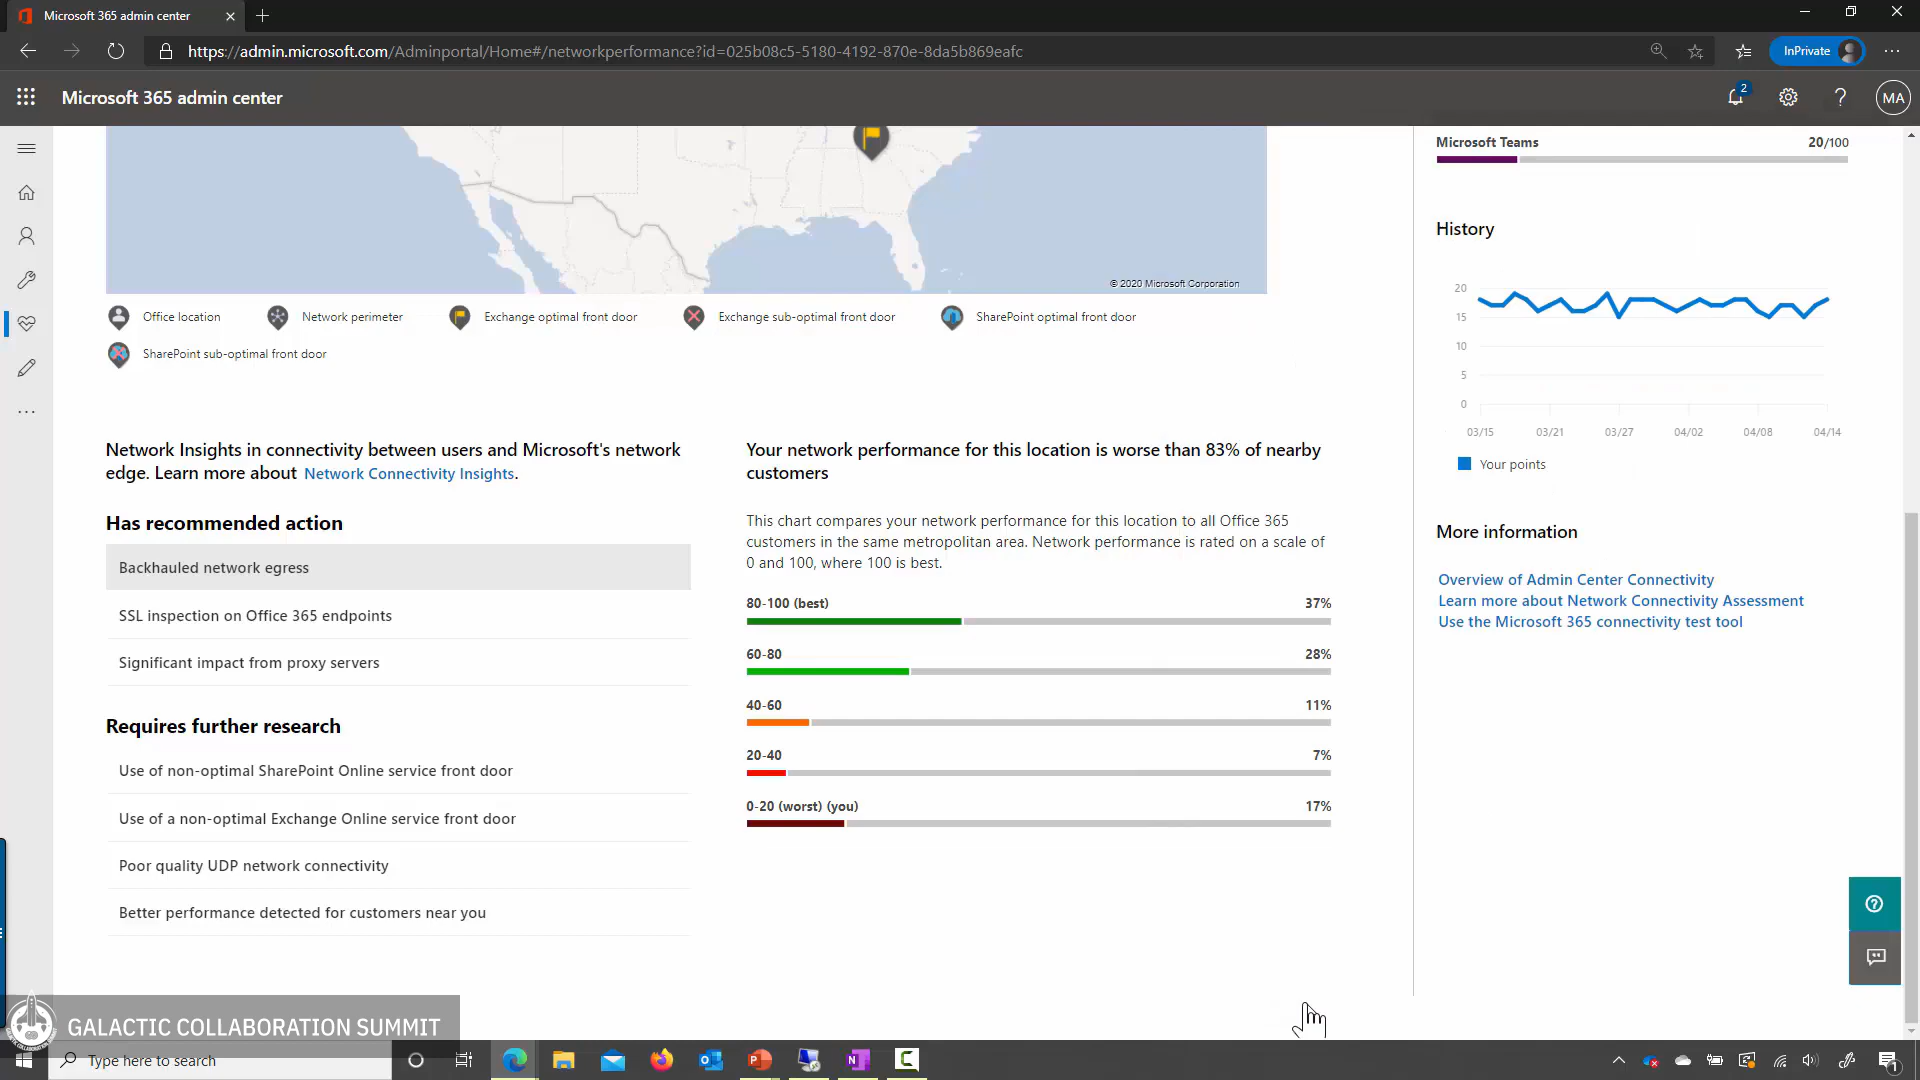 Microsoft 365 admin center
https://admin.microsoft.com/Adminportal/Home#/networkperformance?id=025b08c5-5180-4192-870e-8da5b869eafc
InPrivate
Microsoft 365 admin center
2
MA
© 2020 Microsoft Corporation
Office location
Network perimeter
Exchange optimal front door
Exchange sub-optimal front door
SharePoint optimal front door
SharePoint sub-optimal front door
Network Insights in connectivity between users and Microsoft's network
edge. Learn more about Network Connectivity Insights.
Has recommended action
Backhauled network egress
SSL inspection on Office 365 endpoints
Significant impact from proxy servers
Requires further research
Use of non-optimal SharePoint Online service front door
Use of a non-optimal Exchange Online service front door
Poor quality UDP network connectivity
Better performance detected for customers near you
Your network performance for this location is worse than 83% of nearby
customers
This chart compares your network performance for this location to all Office 365
customers in the same metropolitan area. Network performance is rated on a scale of
0 and 100, where 100 is best.
80-100 (best) 37%
60-80 28%
40-60 11%
20-40 7%
0-20 (worst) (you) 17%
Microsoft Teams 20/100
History
20
15
10
5
0
03/15 03/21 03/27 04/02 04/08 04/14
Your points
More information
Overview of Admin Center Connectivity
Learn more about Network Connectivity Assessment
Use the Microsoft 365 connectivity test tool
GALACTIC COLLABORATION SUMMIT
Type here to search
1